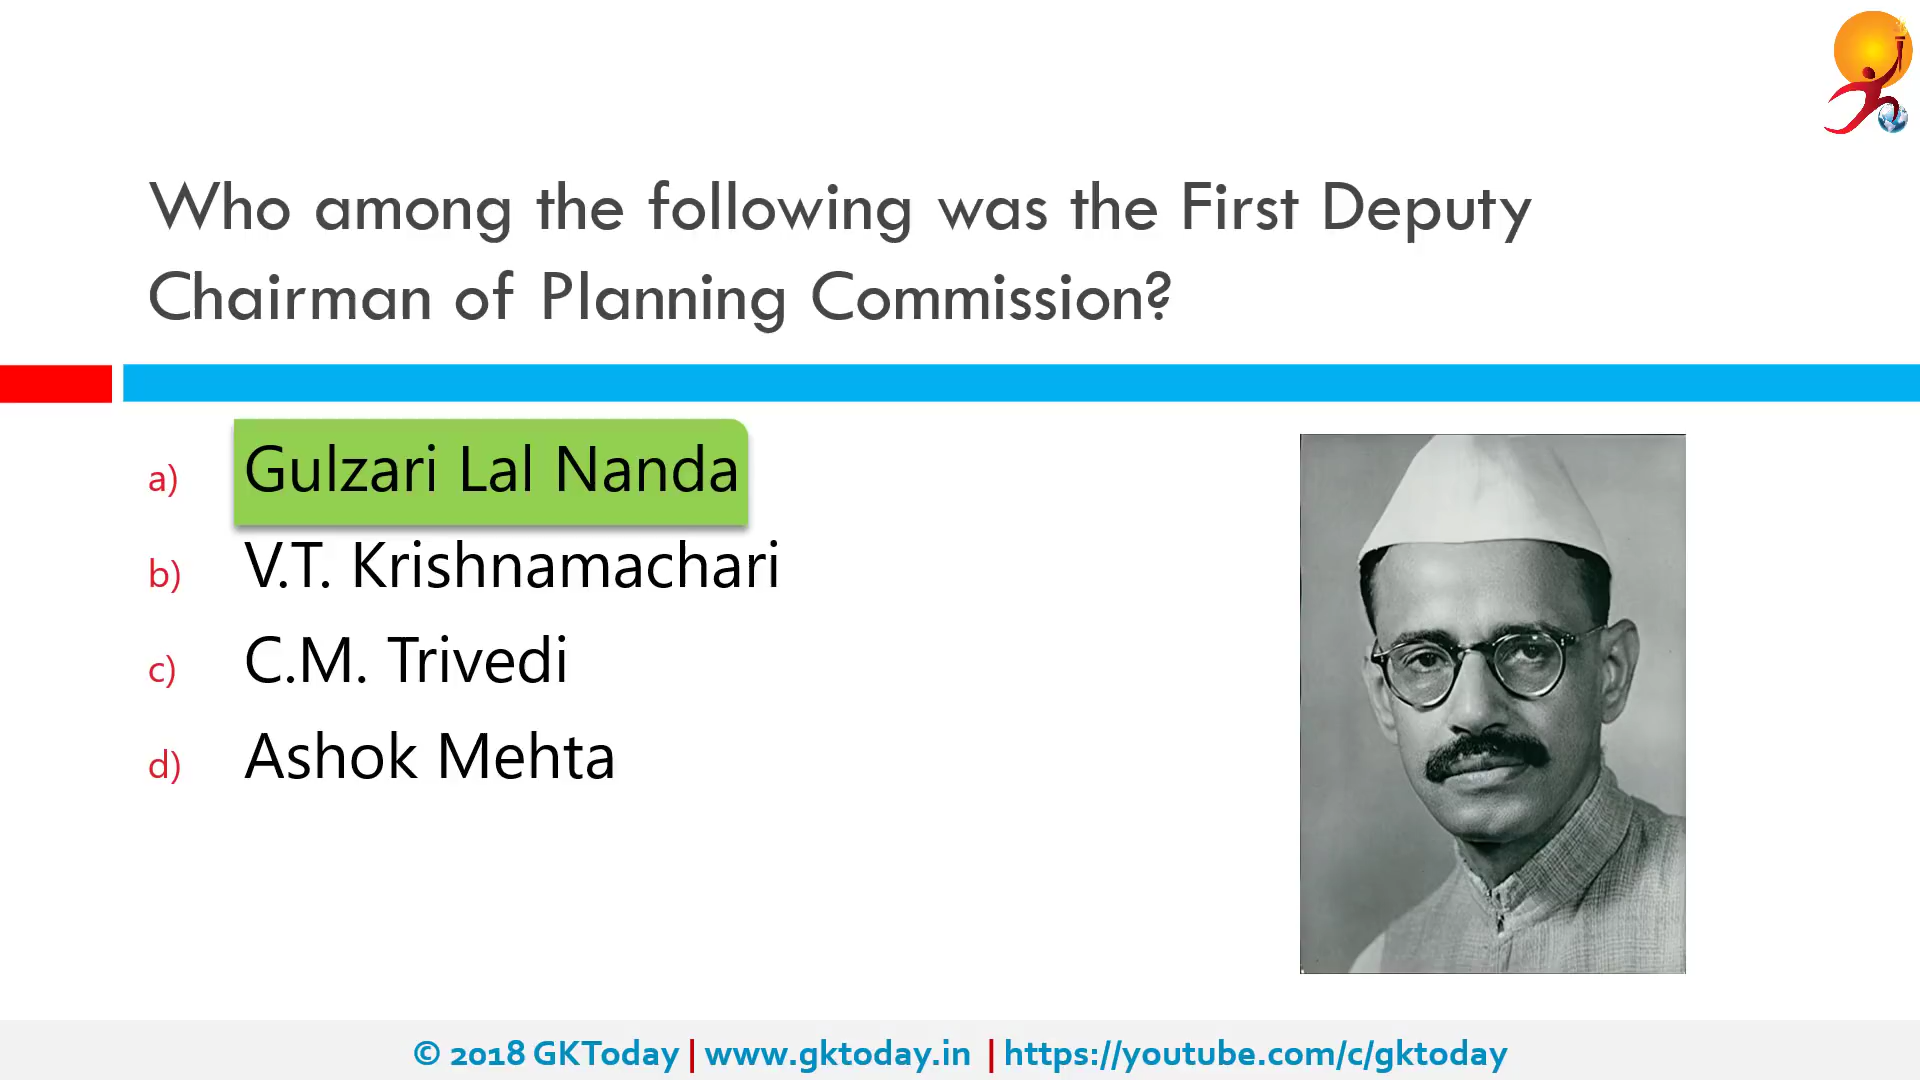 Who among the following was the First Deputy
Chairman of Planning Commission?
a) Gulzari Lal Nanda
b) V.T. Krishnamachari
c) C.M. Trivedi
d) Ashok Mehta
© 2018 GKToday | www.gktoday.in | https://youtube.com/c/gktoday